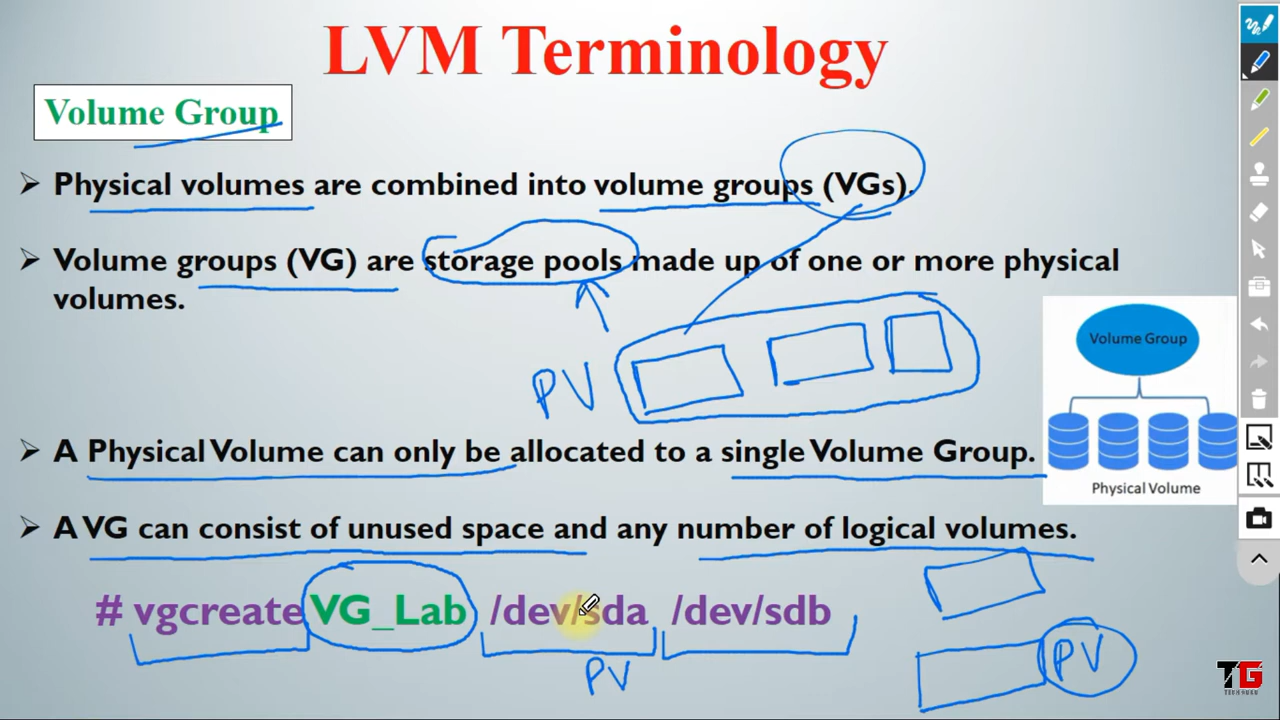 LVM Terminology
Volume Group
➢ Physical volumes are combined into volume groups (VGs).
➢ Volume groups (VG) are storage pools made up of one or more physical
volumes.
Volume Group
PV
➢ A Physical Volume can only be allocated to a single Volume Group.
Physical Volume
➢ A VG can consist of unused space and any number of logical volumes.
# vgcreate VG_Lab /dev/sda /dev/sdb
PV
PV
TG
TECH GURU